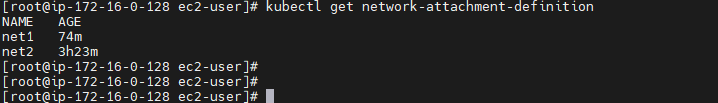 [root@ip-172-16-0-128 ec2-user]# kubectl get network-attachment-definition
NAME   AGE
net1   74m
net2   3h23m
[root@ip-172-16-0-128 ec2-user]#
[root@ip-172-16-0-128 ec2-user]#
[root@ip-172-16-0-128 ec2-user]#